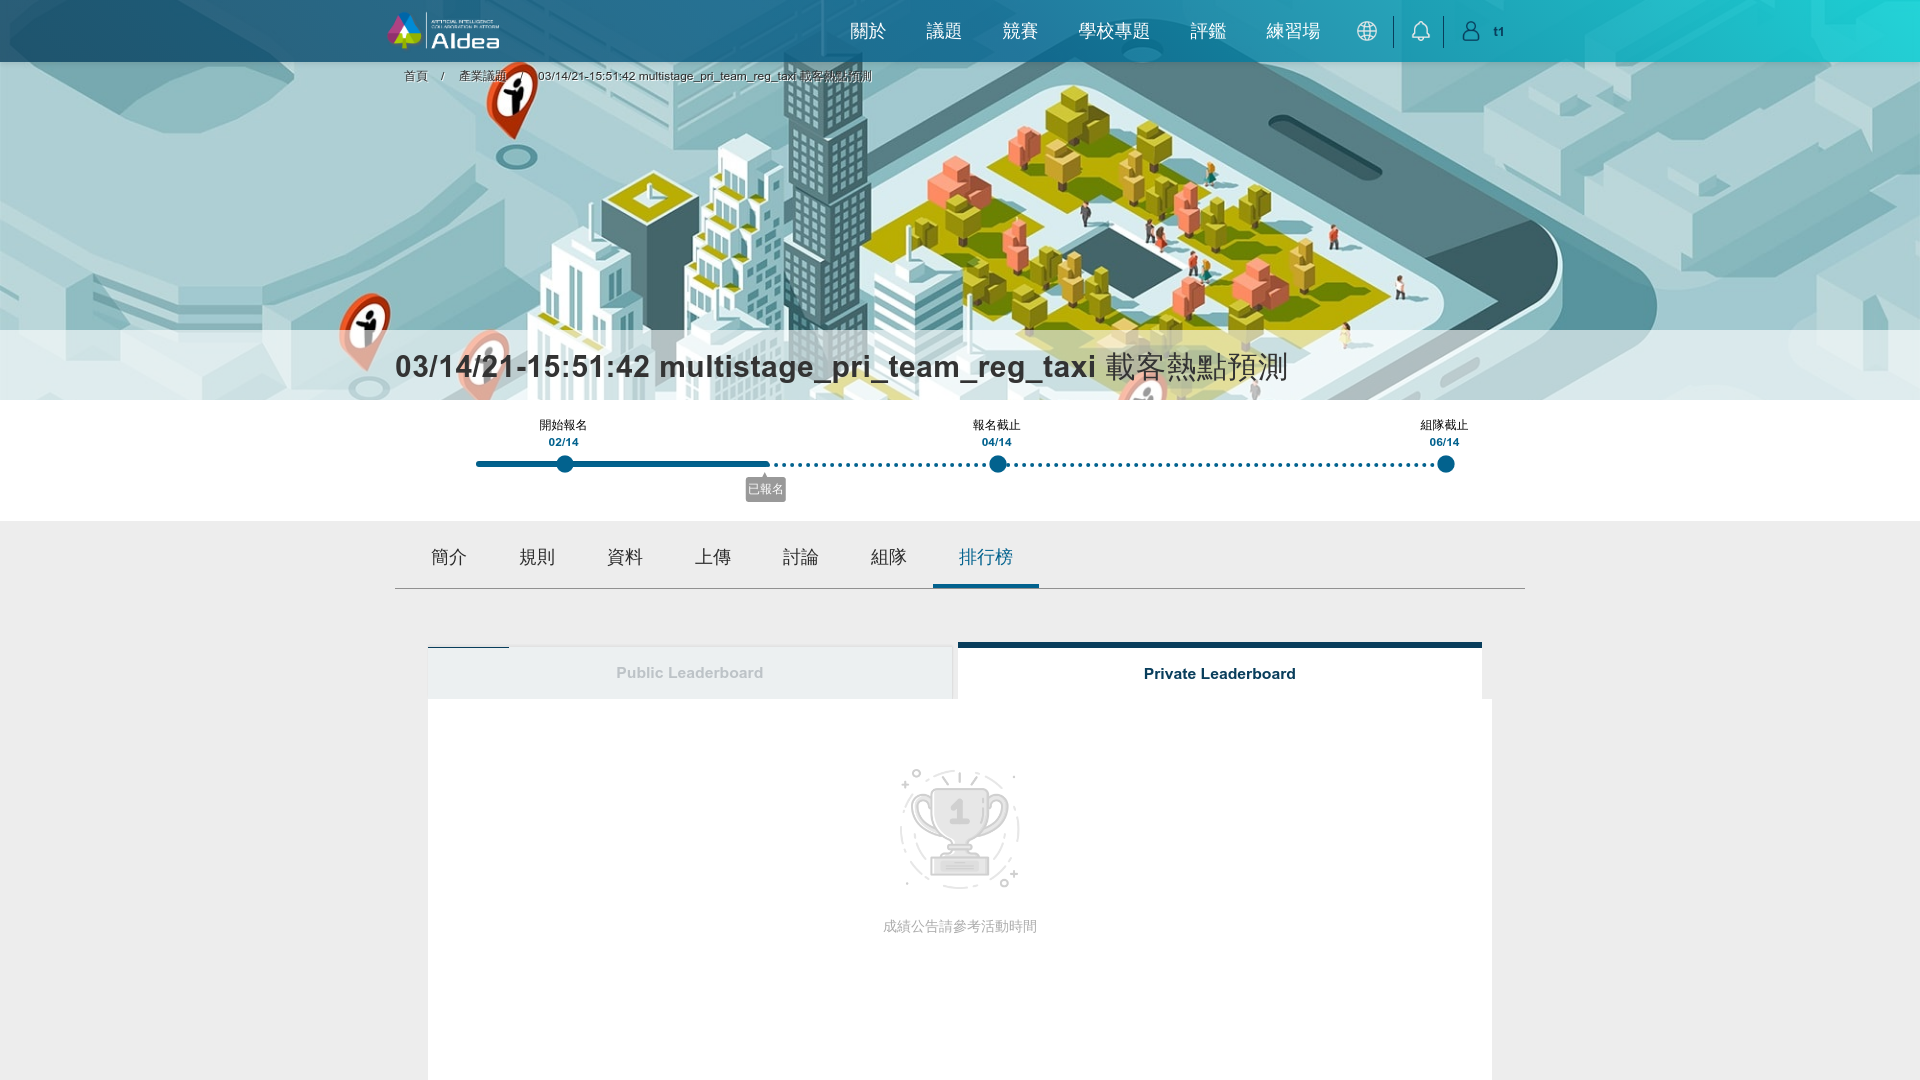 ARTIFICIAL INTELLIGENCE
COLLABORATION PLATFORM
AIdea
關於
議題
競賽
學校專題
評鑑
練習場
t1
首頁 / 產業議題 / 03/14/21-15:51:42 multistage_pri_team_reg_taxi 載客熱點預測
03/14/21-15:51:42 multistage_pri_team_reg_taxi 載客熱點預測
開始報名
02/14
報名截止
04/14
組隊截止
06/14
已報名
簡介
規則
資料
上傳
討論
組隊
排行榜
Public Leaderboard
Private Leaderboard
1
成績公告請參考活動時間